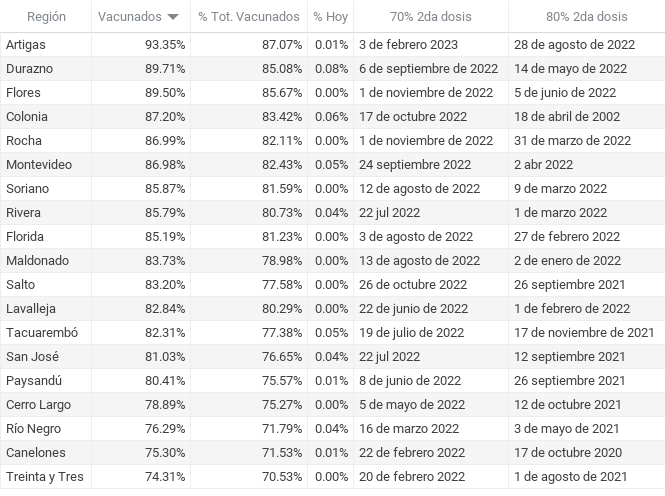 Región Vacunados % Tot. Vacunados % Hoy 70% 2da dosis 80% 2da dosis
Artigas 93.35% 87.07% 0.01% 3 de febrero 2023 28 de agosto de 2022
Durazno 89.71% 85.08% 0.08% 6 de septiembre de 2022 14 de mayo de 2022
Flores 89.50% 85.67% 0.00% 1 de noviembre de 2022 5 de junio de 2022
Colonia 87.20% 83.42% 0.06% 17 de octubre 2022 18 de abril de 2002
Rocha 86.99% 82.11% 0.00% 1 de noviembre de 2022 31 de marzo de 2022
Montevideo 86.98% 82.43% 0.05% 24 septiembre 2022 2 abr 2022
Soriano 85.87% 81.59% 0.00% 12 de agosto de 2022 9 de marzo 2022
Rivera 85.79% 80.73% 0.04% 22 jul 2022 1 de marzo 2022
Florida 85.19% 81.23% 0.00% 3 de agosto de 2022 27 de febrero 2022
Maldonado 83.73% 78.98% 0.00% 13 de agosto de 2022 2 de enero de 2022
Salto 83.20% 77.58% 0.00% 26 de octubre de 2022 26 septiembre 2021
Lavalleja 82.84% 80.29% 0.00% 22 de junio de 2022 1 de febrero de 2022
Tacuarembó 82.31% 77.38% 0.05% 19 de julio de 2022 17 de noviembre de 2021
San José 81.03% 76.65% 0.04% 22 jul 2022 12 septiembre 2021
Paysandú 80.41% 75.57% 0.01% 8 de junio de 2022 26 septiembre 2021
Cerro Largo 78.89% 75.27% 0.00% 5 de mayo de 2022 12 de octubre 2021
Río Negro 76.29% 71.79% 0.04% 16 de marzo 2022 3 de mayo de 2021
Canelones 75.30% 71.53% 0.01% 22 de febrero 2022 17 de octubre 2020
Treinta y Tres 74.31% 70.53% 0.00% 20 de febrero 2022 1 de agosto de 2021